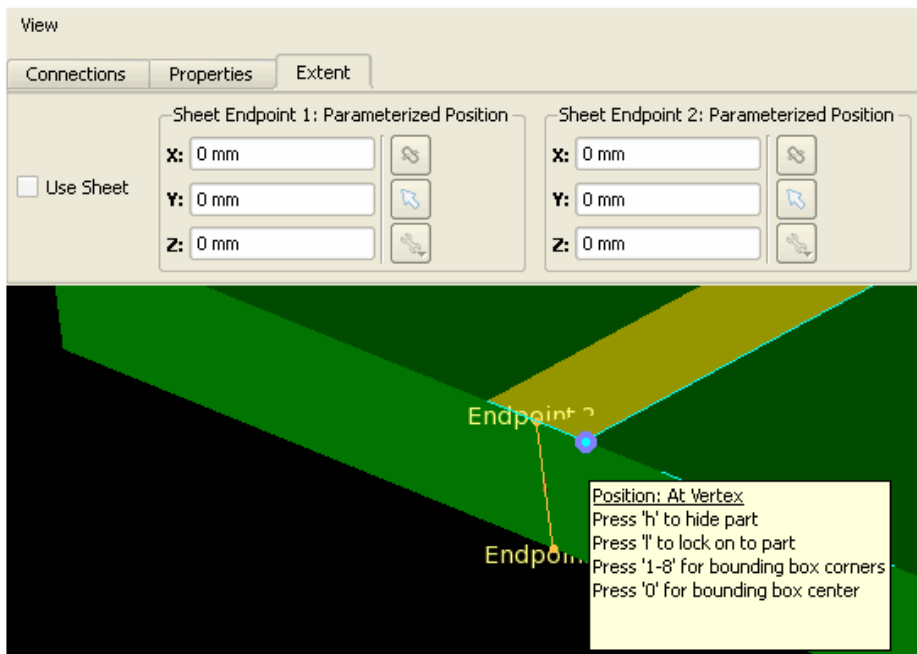 View
Connections Properties Extent
Sheet Endpoint 1: Parameterized Position Sheet Endpoint 2: Parameterized Position
X: 0 mm X: 0 mm
Use Sheet Y: 0 mm Y: 0 mm
Z: 0 mm Z: 0 mm
Endpoint 2
Position: At Vertex
Press 'h' to hide part
Press 'l' to lock on to part
Press '1-8' for bounding box corners
Press '0' for bounding box center